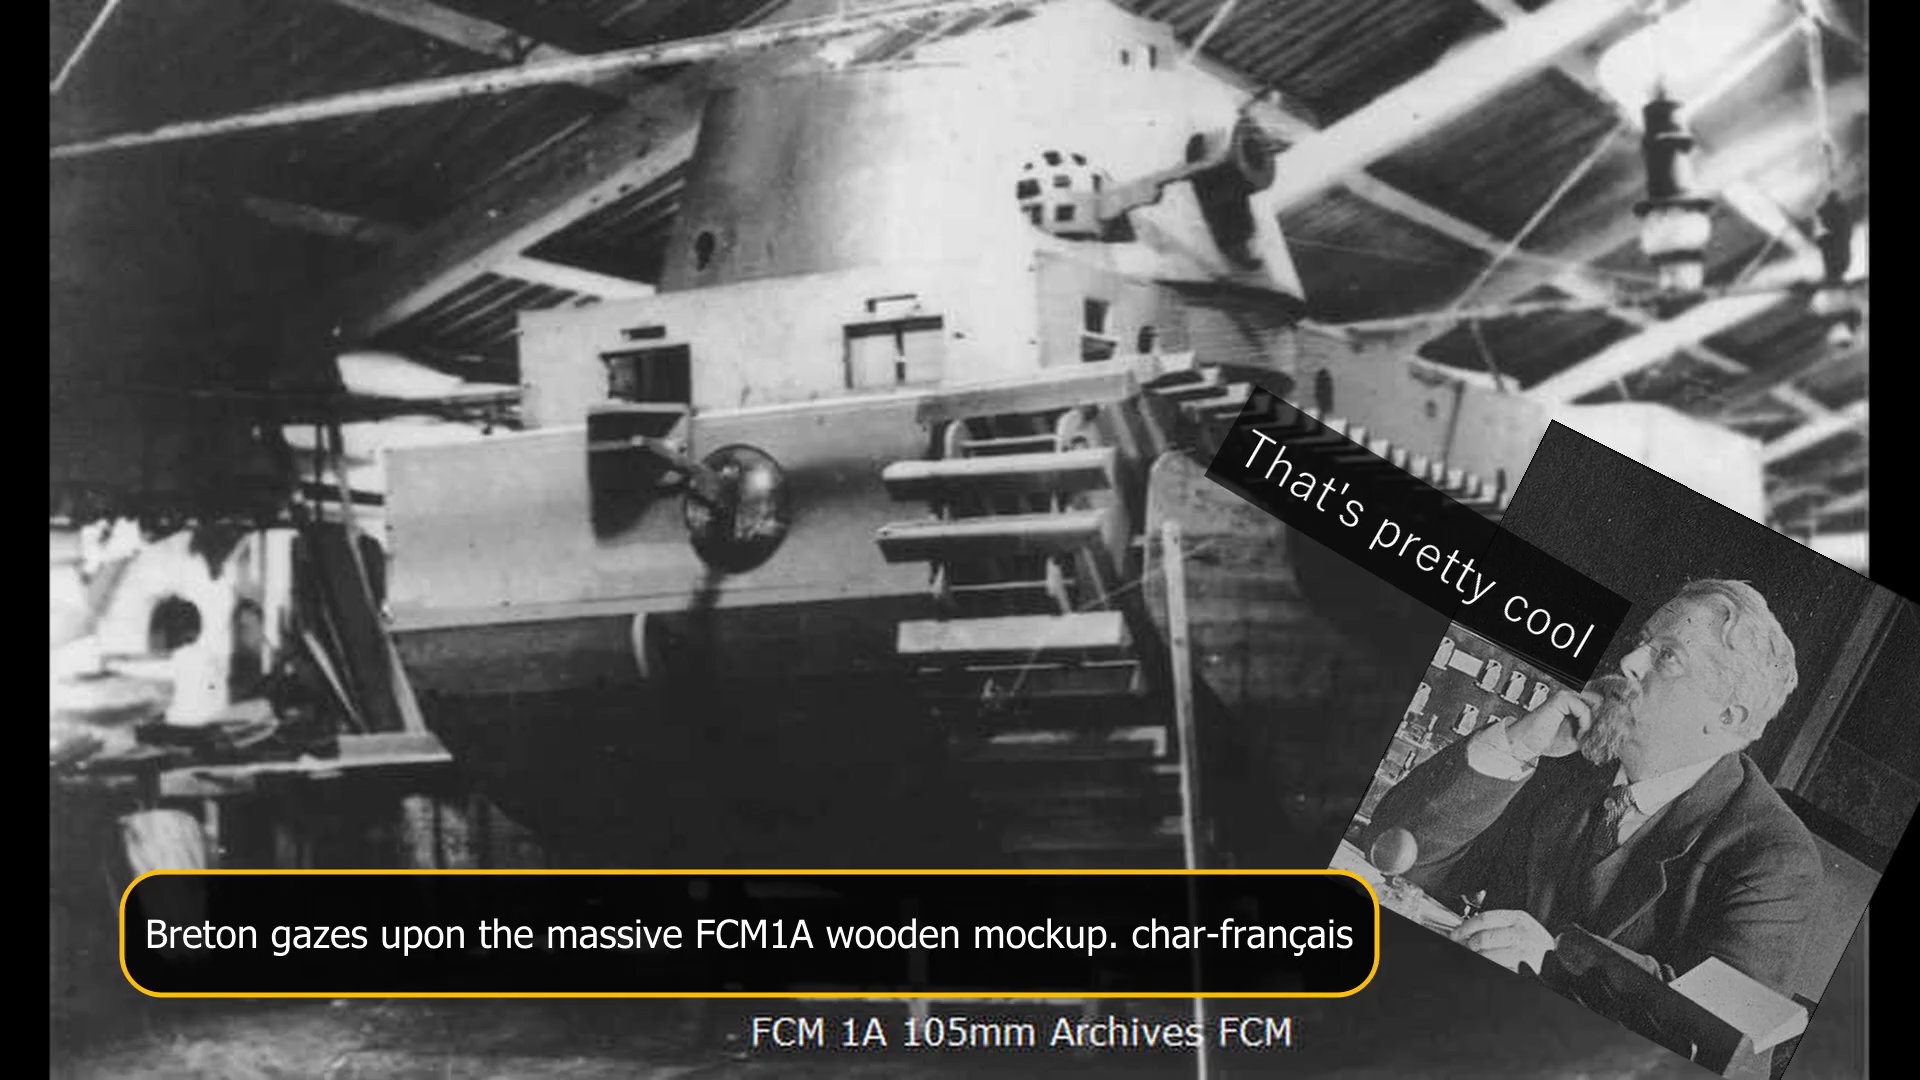 That's pretty cool
Breton gazes upon the massive FCM1A wooden mockup. char-français
FCM 1A 105mm Archives FCM